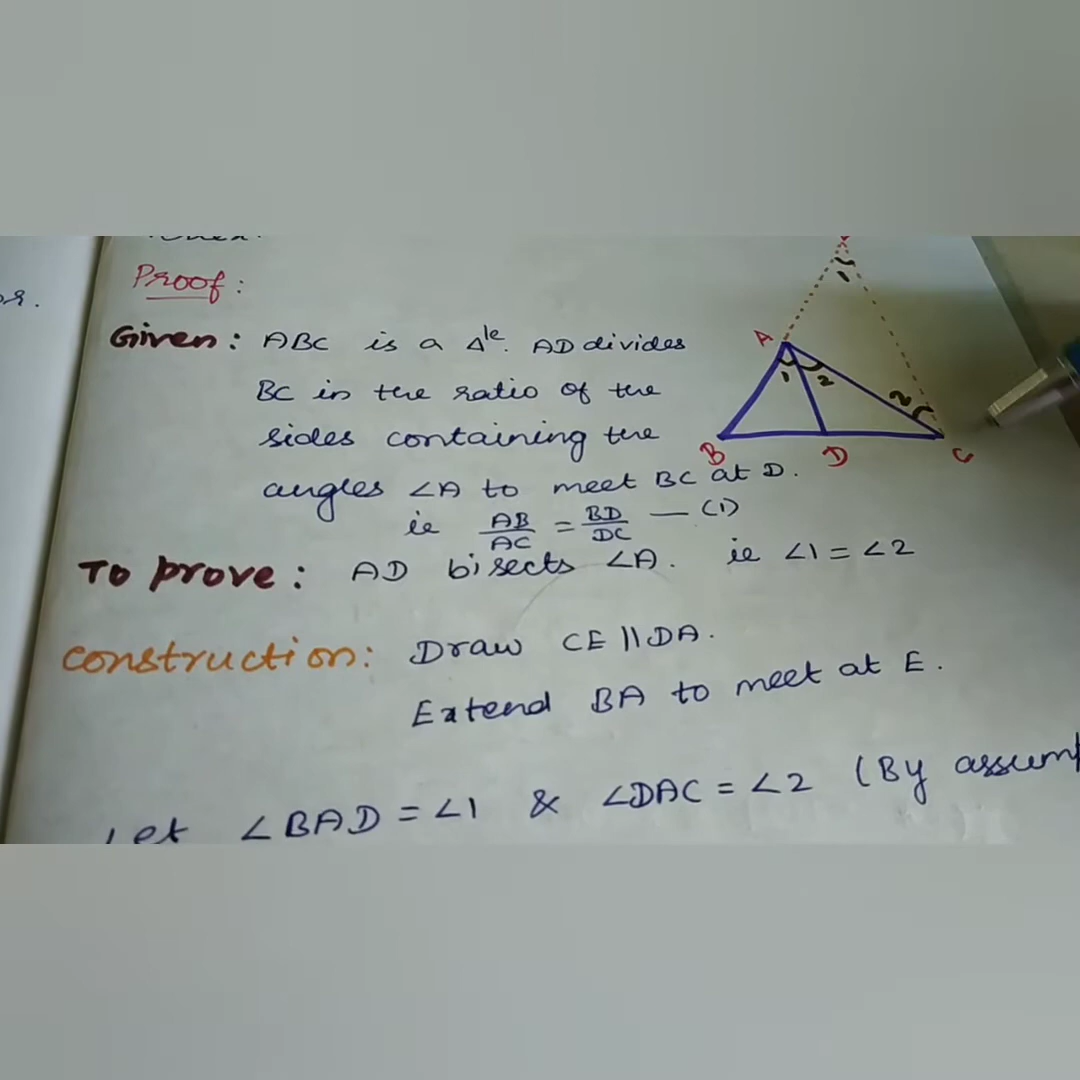 Proof:
Given: ABC is a Δle. AD divides
BC in the ratio of the
sides containing the
angles ∠A to meet BC at D.
ie AB/AC = BD/DC — (1)
To prove: AD bisects ∠A. ie ∠1 = ∠2
construction: Draw CE || DA.
Extend BA to meet at E.
Let ∠BAD = ∠1 & ∠DAC = ∠2 (By
1
A
1 2
2
B D C